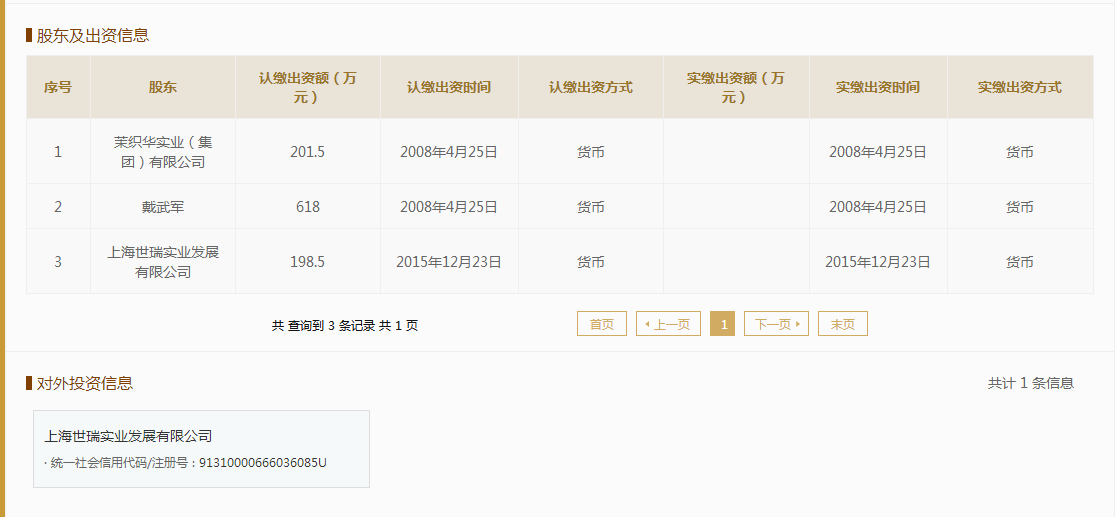 股东及出资信息
序号 股东 认缴出资额（万元） 认缴出资时间 认缴出资方式 实缴出资额（万元） 实缴出资时间 实缴出资方式
1 茉织华实业（集团）有限公司 201.5 2008年4月25日 货币 2008年4月25日 货币
2 戴武军 618 2008年4月25日 货币 2008年4月25日 货币
3 上海世瑞实业发展有限公司 198.5 2015年12月23日 货币 2015年12月23日 货币
共 查询到 3 条记录 共 1 页 首页 上一页 1 下一页 末页
对外投资信息 共计 1 条信息
上海世瑞实业发展有限公司
· 统一社会信用代码/注册号：91310000666036085U